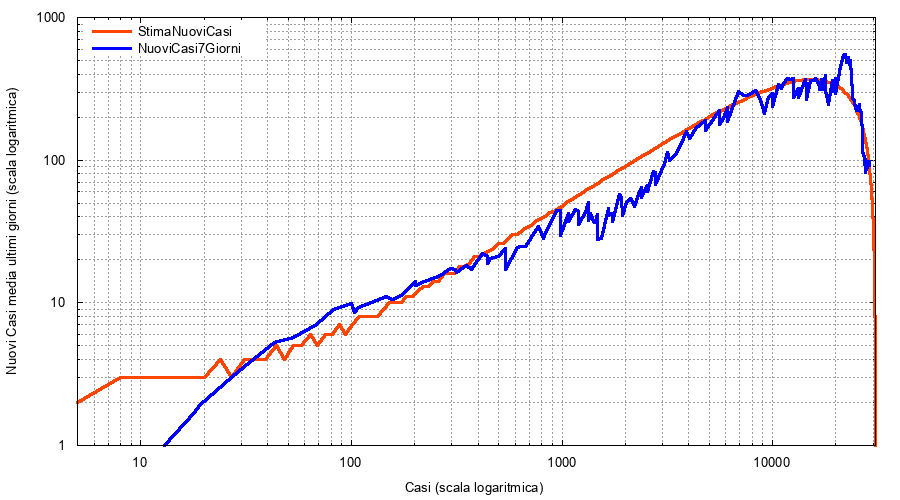 1000
StimaNuoviCasi
NuoviCasi7Giorni
100
10
1
Nuovi Casi media ultimi giorni (scala logaritmica)
10
100
1000
10000
Casi (scala logaritmica)